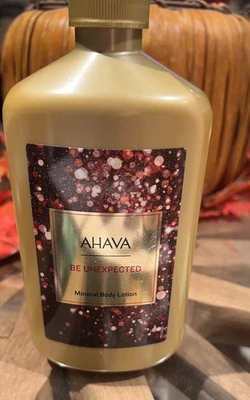 AHAVA
BE UNEXPECTED
Mineral Body Lotion